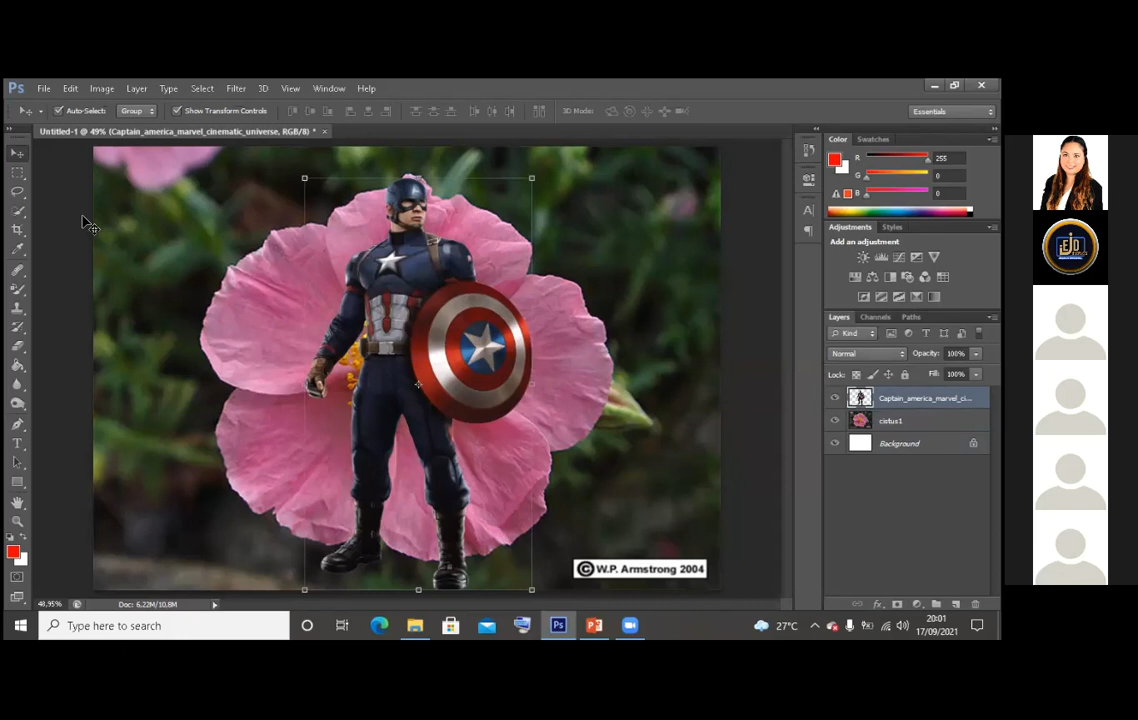 Ps File Edit Image Layer Type Select Filter 3D View Window Help
Auto-Select: Group Show Transform Controls 3D Mode: Essentials
Untitled-1 @ 49% (Captain_america_marvel_cinematic_universe, RGB/8) * ×
Color Swatches
R 255
G 0
B 0
Adjustments Styles
Add an adjustment
Layers Channels Paths
Kind
Normal Opacity: 100%
Lock: Fill: 100%
Captain_america_marvel_ci...
cistus1
Background
© W.P. Armstrong 2004
48,95% Doc: 6,22M/10,8M
Type here to search
27°C
20:01
17/09/2021